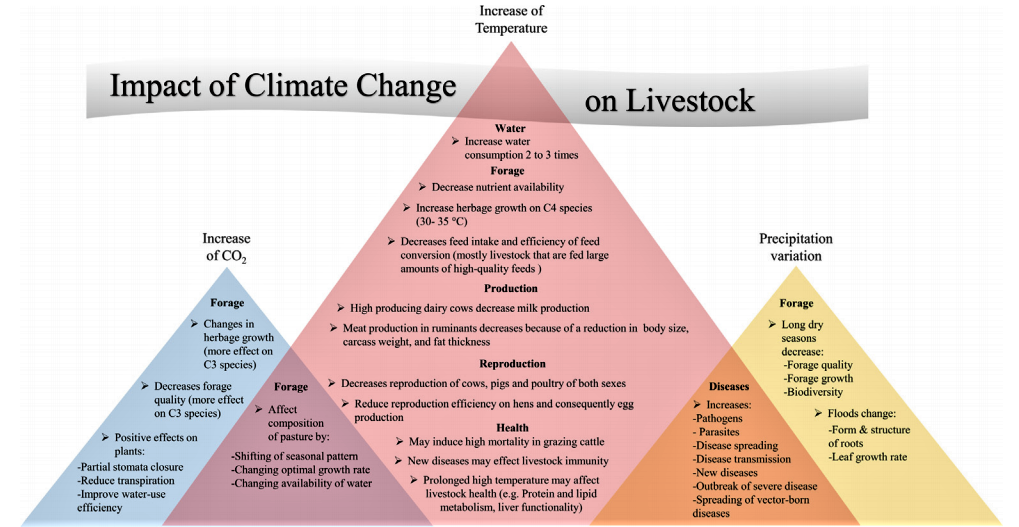 Increase of
Temperature
Impact of Climate Change
on Livestock
Water
➢ Increase water
consumption 2 to 3 times
Forage
➢ Decrease nutrient availability
➢ Increase herbage growth on C4 species
(30- 35 °C)
➢ Decreases feed intake and efficiency of feed
conversion (mostly livestock that are fed large
amounts of high-quality feeds )
Production
➢ High producing dairy cows decrease milk production
➢ Meat production in ruminants decreases because of a reduction in body size,
carcass weight, and fat thickness
Reproduction
➢ Decreases reproduction of cows, pigs and poultry of both sexes
➢ Reduce reproduction efficiency on hens and consequently egg
production
Health
➢ May induce high mortality in grazing cattle
➢ New diseases may effect livestock immunity
➢ Prolonged high temperature may affect
livestock health (e.g. Protein and lipid
metabolism, liver functionality)
Increase
of CO₂
Forage
➢ Changes in
herbage growth
(more effect on
C3 species)
➢ Decreases forage
quality (more effect
on C3 species)
➢ Positive effects on
plants:
-Partial stomata closure
-Reduce transpiration
-Improve water-use
efficiency
Forage
➢ Affect
composition
of pasture by:
-Shifting of seasonal pattern
-Changing optimal growth rate
-Changing availability of water
Precipitation
variation
Forage
➢ Long dry
seasons
decrease:
-Forage quality
-Forage growth
-Biodiversity
➢ Floods change:
-Form & structure
of roots
-Leaf growth rate
Diseases
➢ Increases:
-Pathogens
- Parasites
-Disease spreading
-Disease transmission
-New diseases
-Outbreak of severe disease
-Spreading of vector-born
diseases